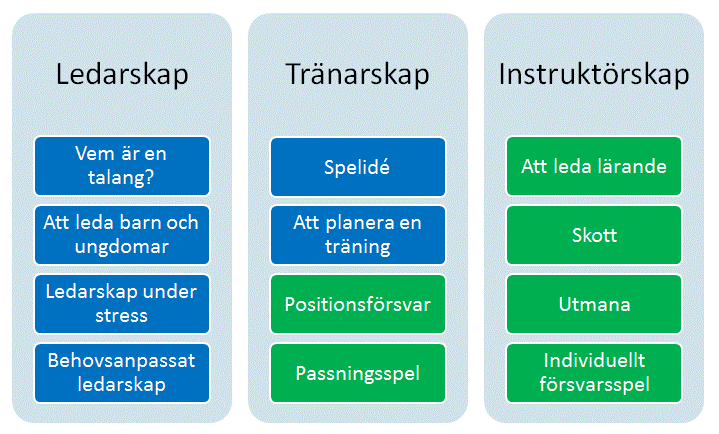 Ledarskap
Vem är en
talang?
Att leda barn och
ungdomar
Ledarskap under
stress
Behovsanpassat
ledarskap
Tränarskap
Spelidé
Att planera en
träning
Positionsförsvar
Passningsspel
Instruktörskap
Att leda lärande
Skott
Utmana
Individuellt
försvarsspel